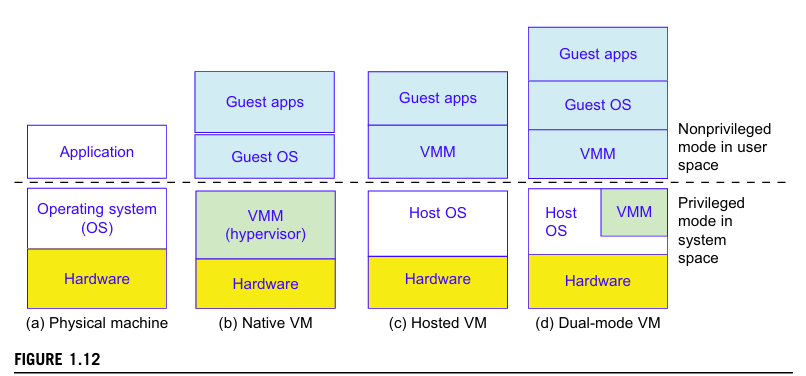 Application
Operating system
(OS)
Hardware
(a) Physical machine
Guest apps
Guest OS
VMM
(hypervisor)
Hardware
(b) Native VM
Guest apps
VMM
Host OS
Hardware
(c) Hosted VM
Guest apps
Guest OS
VMM
Host
OS
VMM
Hardware
(d) Dual-mode VM
Nonprivileged
mode in user
space
Privileged
mode in
system
space
FIGURE 1.12